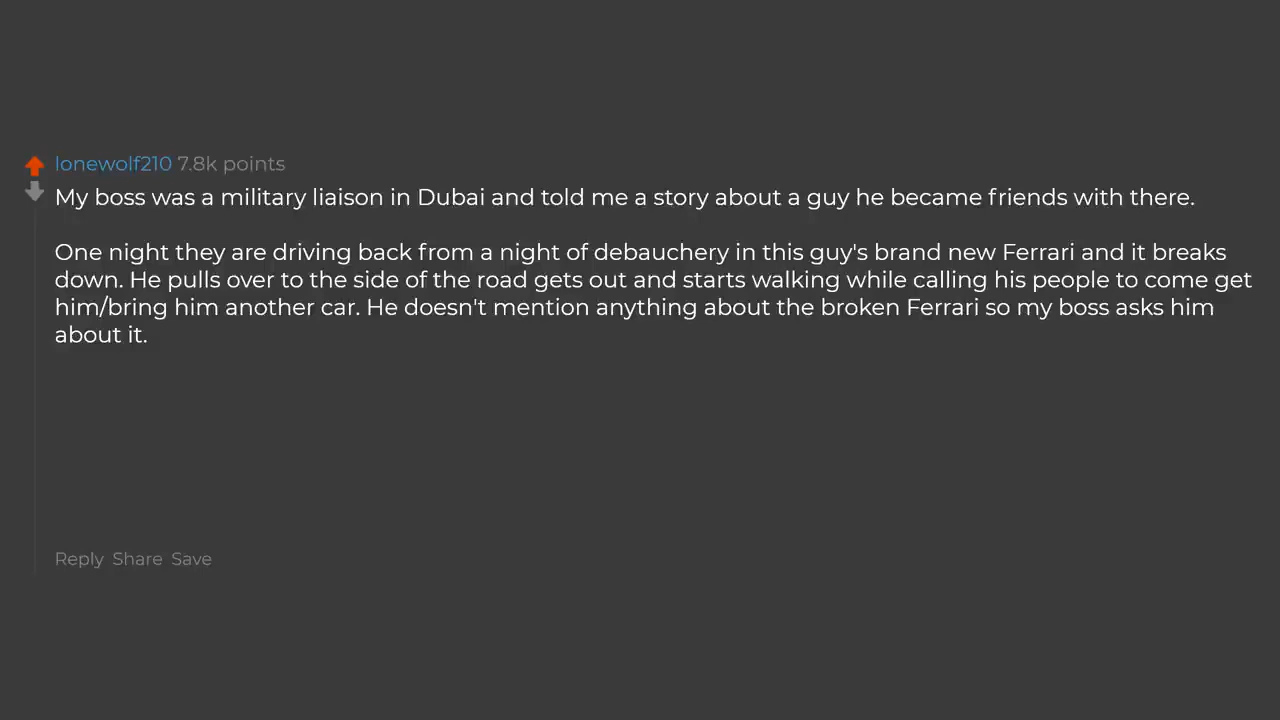 lonewolf210 7.8k points
My boss was a military liaison in Dubai and told me a story about a guy he became friends with there.
One night they are driving back from a night of debauchery in this guy's brand new Ferrari and it breaks
down. He pulls over to the side of the road gets out and starts walking while calling his people to come get
him/bring him another car. He doesn't mention anything about the broken Ferrari so my boss asks him
about it.
Reply Share Save